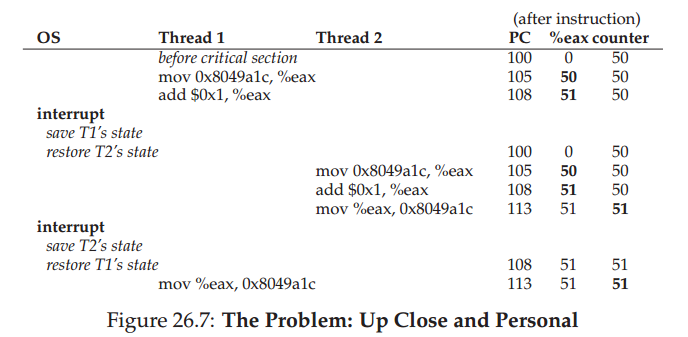 (after instruction)
OS Thread 1 Thread 2 PC %eax counter
before critical section 100 0 50
mov 0x8049a1c, %eax 105 50 50
add $0x1, %eax 108 51 50
interrupt
save T1's state
restore T2's state 100 0 50
mov 0x8049a1c, %eax 105 50 50
add $0x1, %eax 108 51 50
mov %eax, 0x8049a1c 113 51 51
interrupt
save T2's state
restore T1's state 108 51 51
mov %eax, 0x8049a1c 113 51 51
Figure 26.7: The Problem: Up Close and Personal